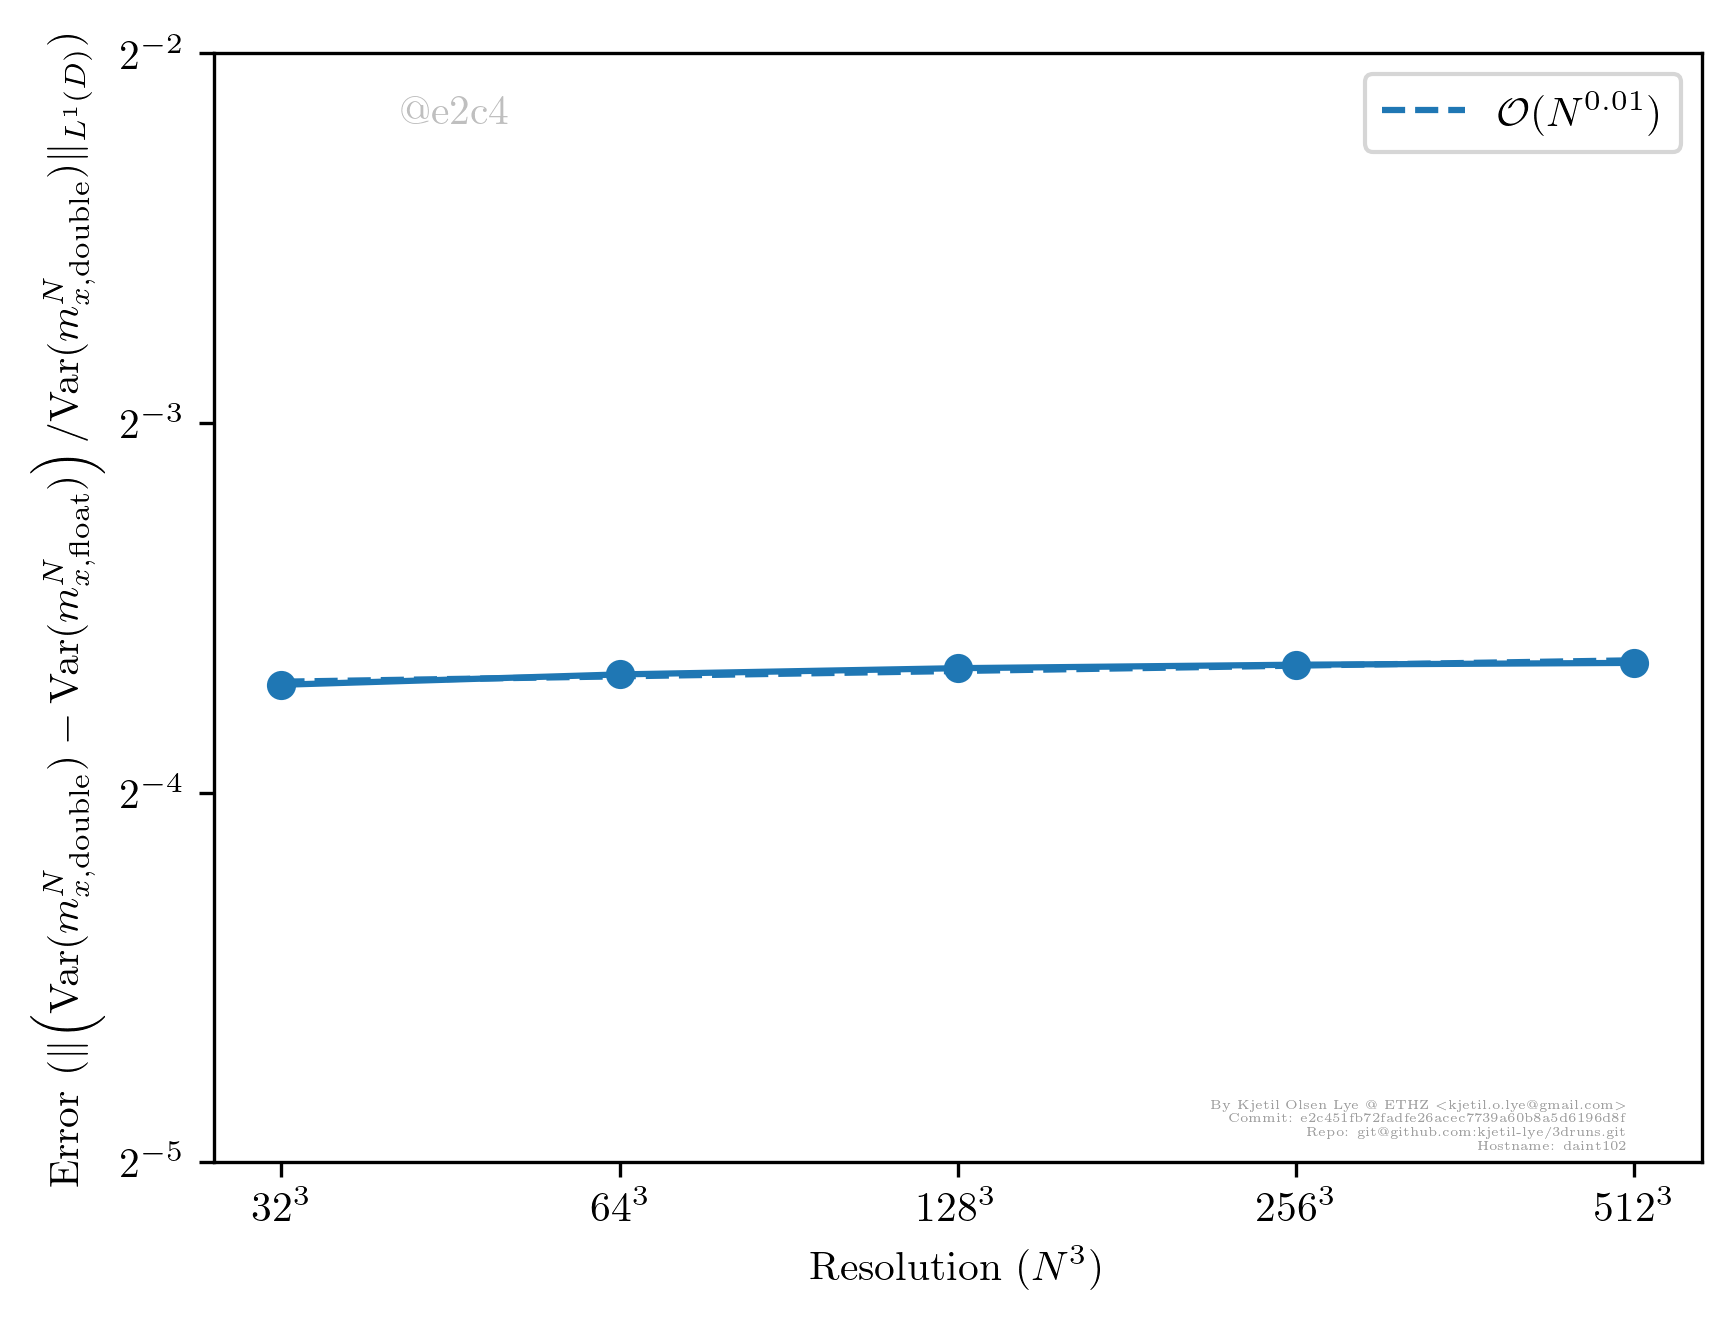 @e2c4
𝒪(N^0.01)
Error (‖(Var(m^N_{x,double}) − Var(m^N_{x,float})) /Var(m^N_{x,double})‖_{L^1(D)})
2^−2
2^−3
2^−4
2^−5
By Kjetil Olsen Lye @ ETHZ <kjetil.o.lye@gmail.com>
Commit: e2c451fb72fadfe26acec7739a60b8a5d6196d8f
Repo: git@github.com:kjetil-lye/3druns.git
Hostname: daint102
32^3 64^3 128^3 256^3 512^3
Resolution (N^3)